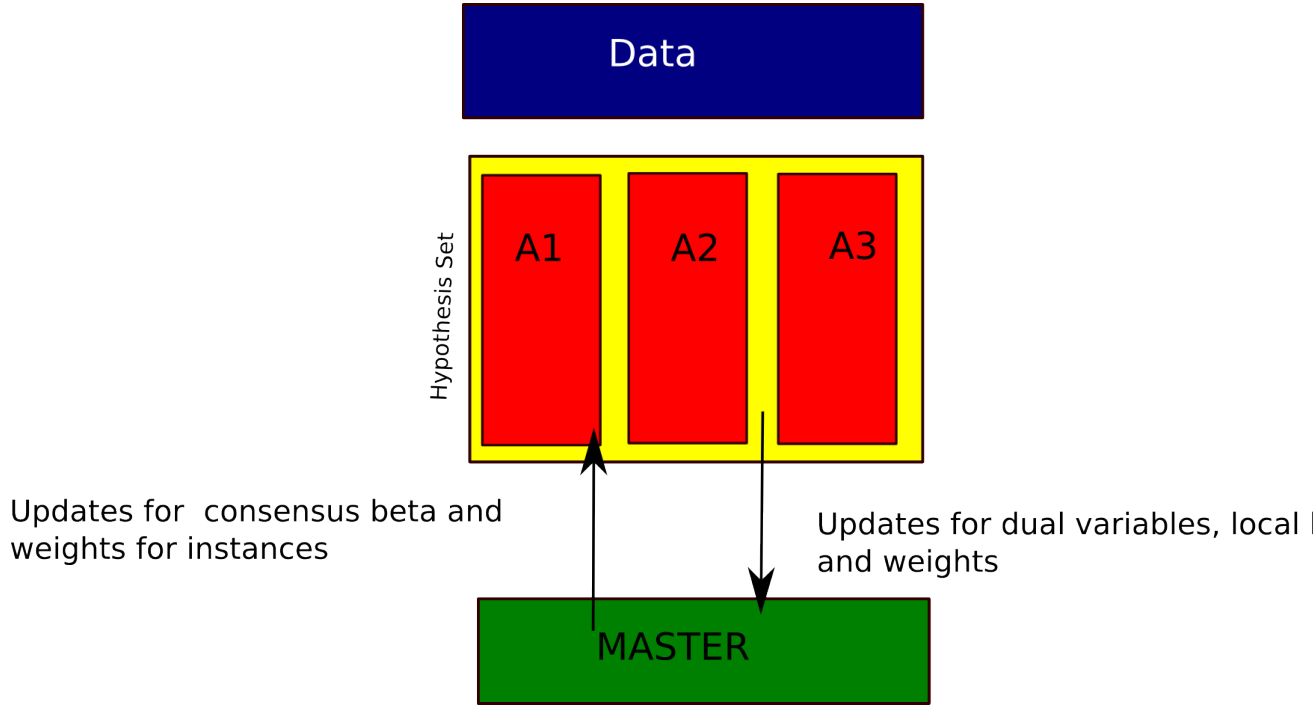 Data
Hypothesis Set
A1
A2
A3
Updates for  consensus beta and
weights for instances
Updates for dual variables, local
and weights
MASTER